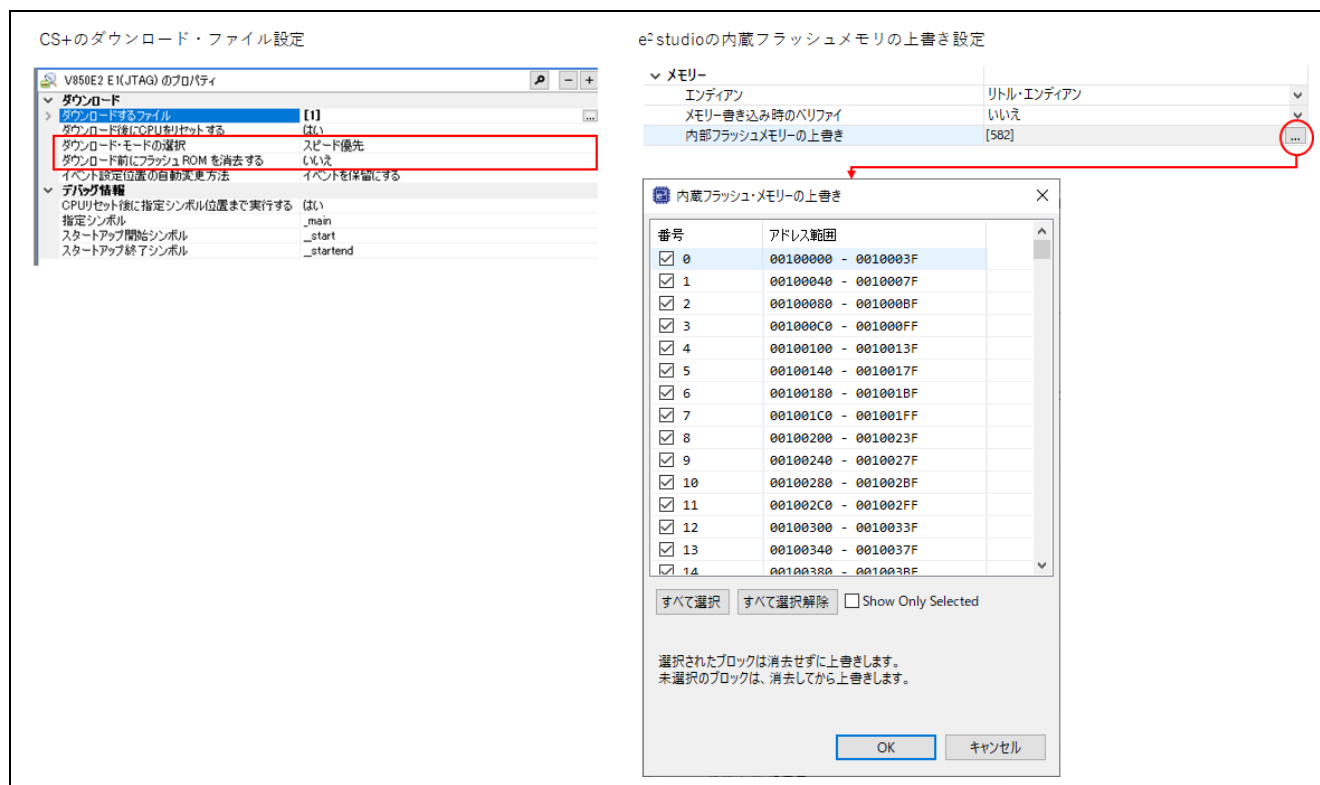 CS+のダウンロード・ファイル設定
V850E2 E1(JTAG) のプロパティ
ダウンロード
ダウンロードするファイル [1]
ダウンロード後にCPUをリセットする はい
ダウンロード・モードの選択 スピード優先
ダウンロード前にフラッシュ ROM を消去する いいえ
イベント設定位置の自動変更方法 イベントを保留にする
デバッグ情報
CPUリセット後に指定シンボル位置まで実行する はい
指定シンボル _main
スタートアップ開始シンボル __start
スタートアップ終了シンボル __startend
e² studioの内蔵フラッシュメモリの上書き設定
メモリー
エンディアン リトル・エンディアン
メモリー書き込み時のベリファイ いいえ
内部フラッシュメモリーの上書き [582] ...
内蔵フラッシュ・メモリーの上書き
番号 アドレス範囲
0 00100000 - 0010003F
1 00100040 - 0010007F
2 00100080 - 001000BF
3 001000C0 - 001000FF
4 00100100 - 0010013F
5 00100140 - 0010017F
6 00100180 - 001001BF
7 001001C0 - 001001FF
8 00100200 - 0010023F
9 00100240 - 0010027F
10 00100280 - 001002BF
11 001002C0 - 001002FF
12 00100300 - 0010033F
13 00100340 - 0010037F
14 00100380 - 001003BF
すべて選択 すべて選択解除 Show Only Selected
選択されたブロックは消去せずに上書きします。
未選択のブロックは、消去してから上書きします。
OK キャンセル